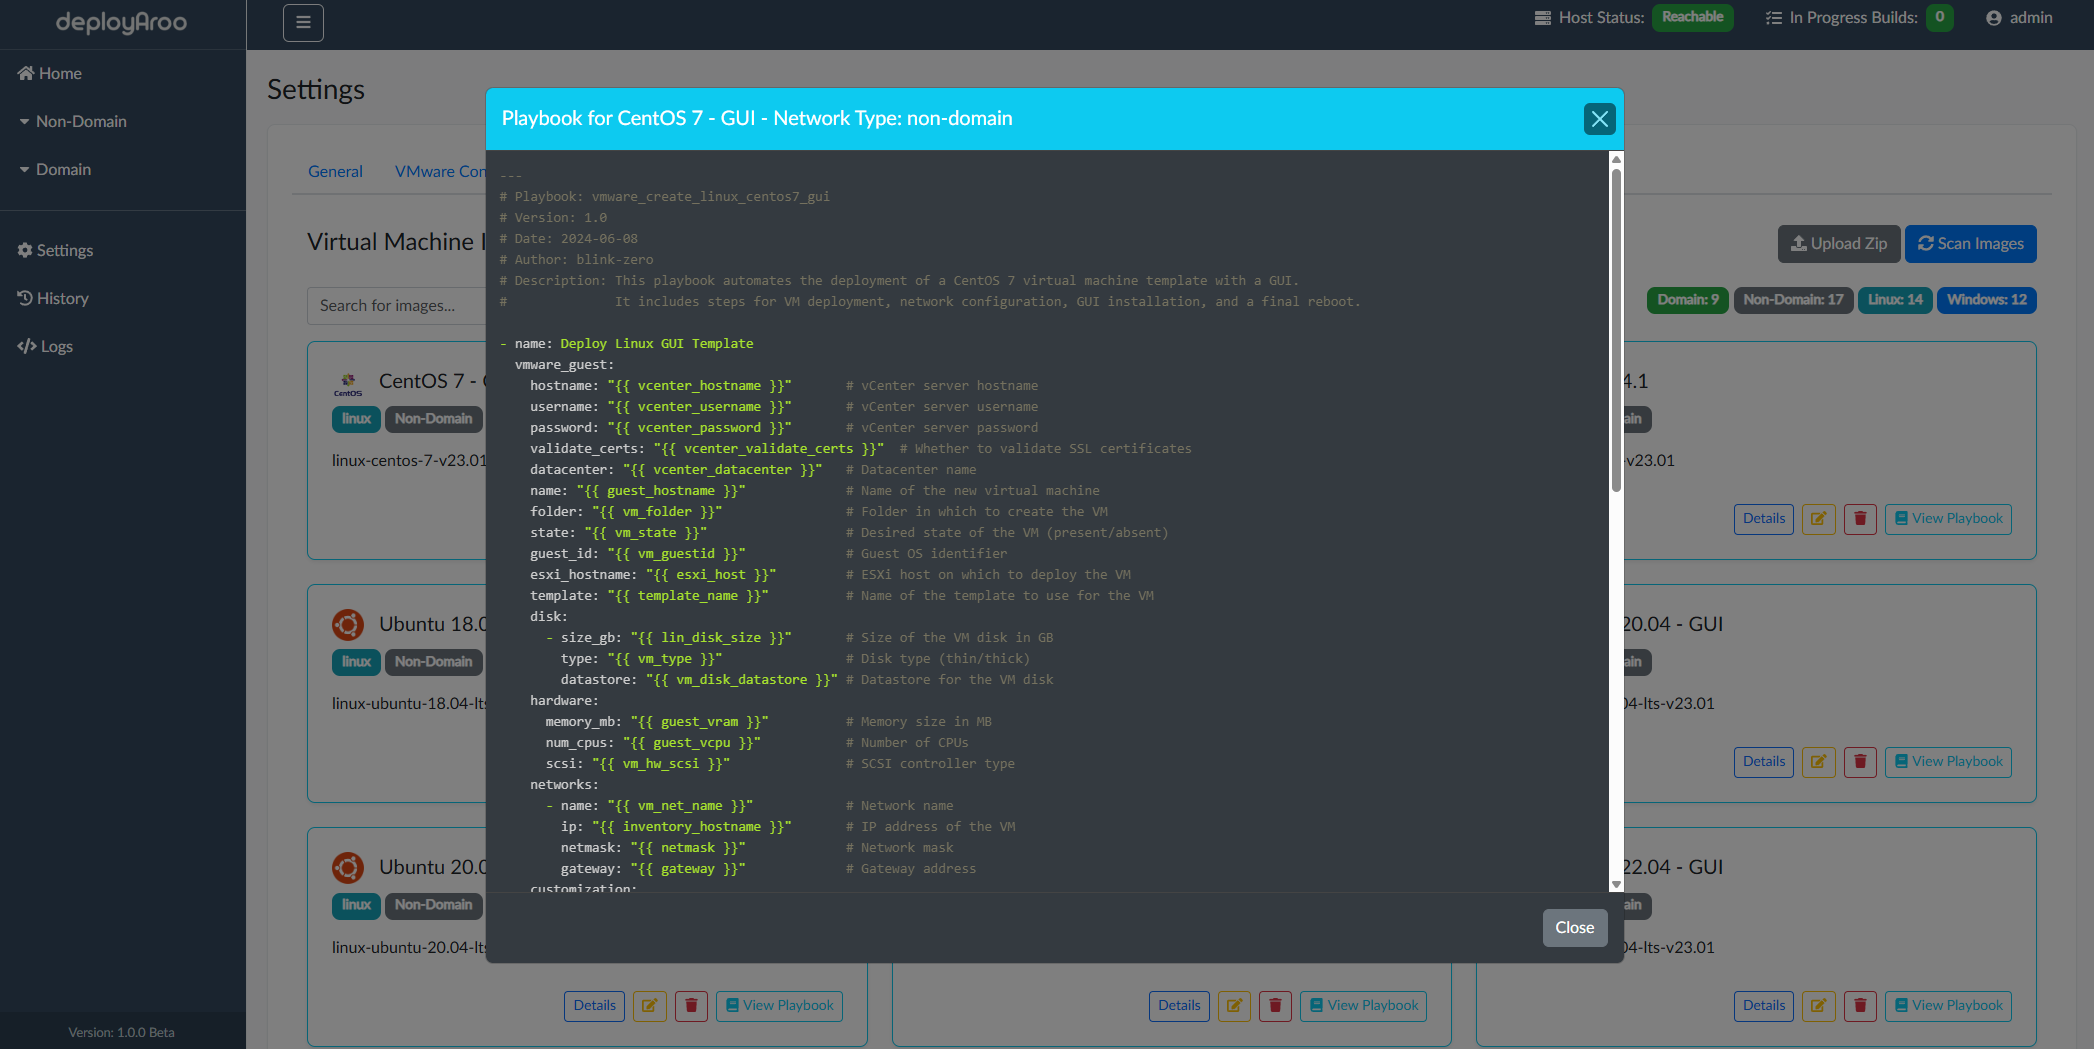 deployAroo
Host Status: Reachable
In Progress Builds: 0
admin
Home
Non-Domain
Domain
Settings
History
Logs
Version: 1.0.0 Beta
Settings
General
VMware Con
Virtual Machine I
Upload Zip
Scan Images
Search for images...
Domain: 9
Non-Domain: 17
Linux: 14
Windows: 12
Playbook for CentOS 7 - GUI - Network Type: non-domain
---
# Playbook: vmware_create_linux_centos7_gui
# Version: 1.0
# Date: 2024-06-08
# Author: blink-zero
# Description: This playbook automates the deployment of a CentOS 7 virtual machine template with a GUI.
#              It includes steps for VM deployment, network configuration, GUI installation, and a final reboot.
- name: Deploy Linux GUI Template
  vmware_guest:
    hostname: "{{ vcenter_hostname }}"       # vCenter server hostname
    username: "{{ vcenter_username }}"       # vCenter server username
    password: "{{ vcenter_password }}"       # vCenter server password
    validate_certs: "{{ vcenter_validate_certs }}"  # Whether to validate SSL certificates
    datacenter: "{{ vcenter_datacenter }}"   # Datacenter name
    name: "{{ guest_hostname }}"             # Name of the new virtual machine
    folder: "{{ vm_folder }}"                # Folder in which to create the VM
    state: "{{ vm_state }}"                  # Desired state of the VM (present/absent)
    guest_id: "{{ vm_guestid }}"             # Guest OS identifier
    esxi_hostname: "{{ esxi_host }}"         # ESXi host on which to deploy the VM
    template: "{{ template_name }}"          # Name of the template to use for the VM
    disk:
      - size_gb: "{{ lin_disk_size }}"       # Size of the VM disk in GB
        type: "{{ vm_type }}"                # Disk type (thin/thick)
        datastore: "{{ vm_disk_datastore }}" # Datastore for the VM disk
    hardware:
      memory_mb: "{{ guest_vram }}"          # Memory size in MB
      num_cpus: "{{ guest_vcpu }}"           # Number of CPUs
      scsi: "{{ vm_hw_scsi }}"               # SCSI controller type
    networks:
      - name: "{{ vm_net_name }}"            # Network name
        ip: "{{ inventory_hostname }}"       # IP address of the VM
        netmask: "{{ netmask }}"             # Network mask
        gateway: "{{ gateway }}"             # Gateway address
    customization:
Close
CentOS
CentOS 7 -
linux
Non-Domain
linux-centos-7-v23.01
4.1
ain
-v23.01
Details
View Playbook
Ubuntu 18.0
linux
Non-Domain
linux-ubuntu-18.04-lts
20.04 - GUI
ain
04-lts-v23.01
Details
View Playbook
Ubuntu 20.0
linux
Non-Domain
linux-ubuntu-20.04-lts
Details
View Playbook
Details
View Playbook
22.04 - GUI
ain
04-lts-v23.01
Details
View Playbook